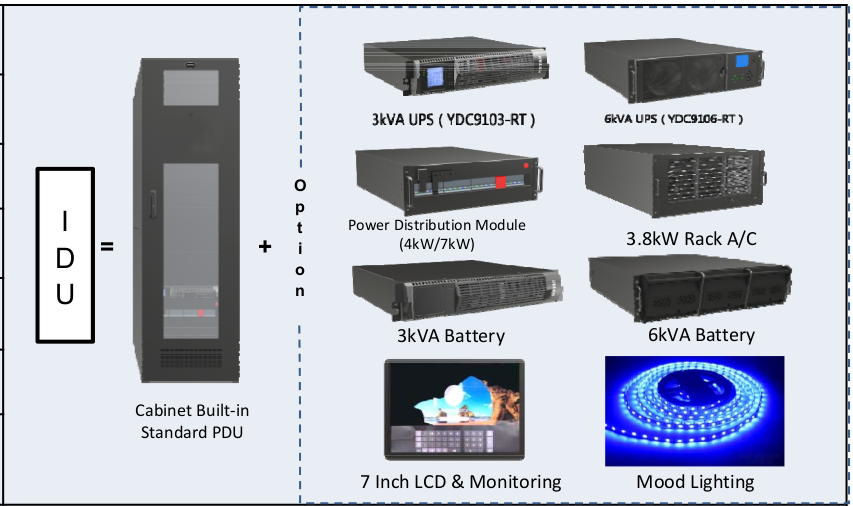 IDU
=
Cabinet Built-in
Standard PDU
+
Option
3kVA UPS ( YDC9103-RT )
6kVA UPS ( YDC9106-RT )
Power Distribution Module
(4kW/7kW)
3.8kW Rack A/C
3kVA Battery
6kVA Battery
7 Inch LCD & Monitoring
Mood Lighting